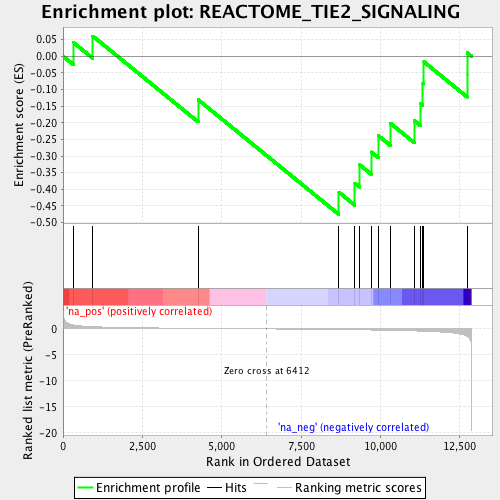 Enrichment plot: REACTOME_TIE2_SIGNALING
Enrichment score (ES)
0.05
0.00
-0.05
-0.10
-0.15
-0.20
-0.25
-0.30
-0.35
-0.40
-0.45
-0.50
'na_pos' (positively correlated)
Ranked list metric (PreRanked)
0
-5
-10
-15
-20
Zero cross at 6412
'na_neg' (negatively correlated)
0 2,500 5,000 7,500 10,000 12,500
Rank in Ordered Dataset
Enrichment profile Hits Ranking metric scores